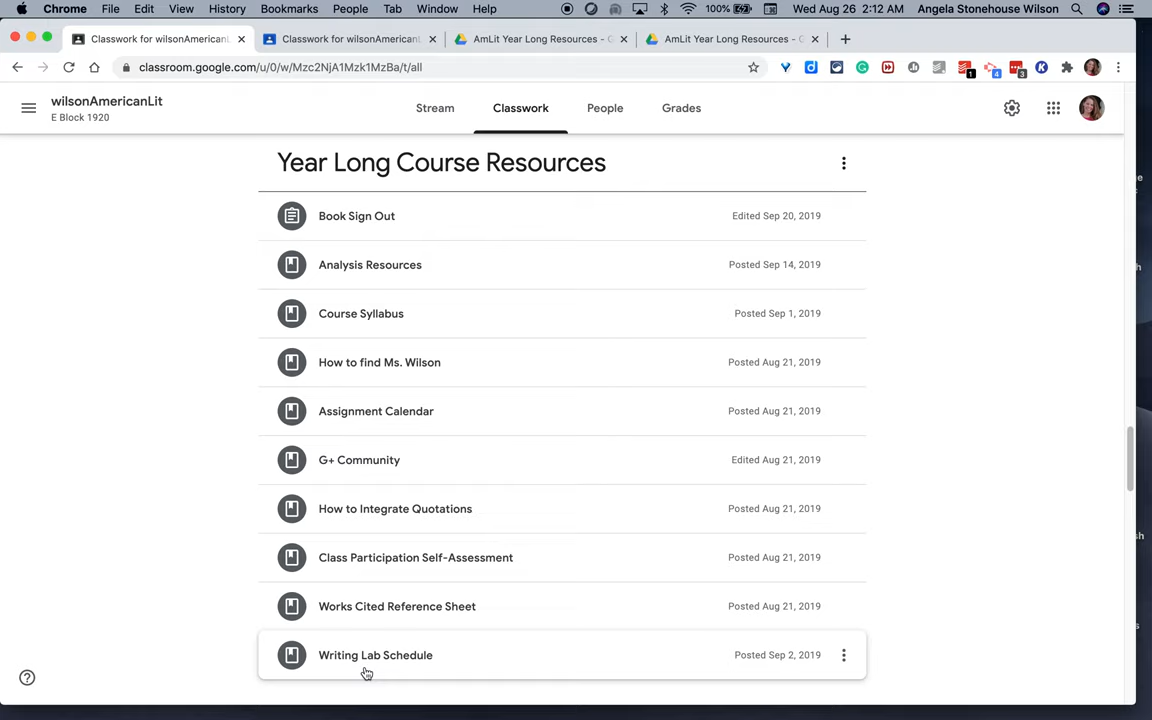 Chrome File Edit View History Bookmarks People Tab Window Help 100% Wed Aug 26 2:12 AM Angela Stonehouse Wilson
Classwork for wilsonAmericanL Classwork for wilsonAmerican AmLit Year Long Resources - G AmLit Year Long Resources - G
classroom.google.com/u/0/w/Mzc2NjA1Mzk1MzBa/t/all
wilsonAmericanLit
E Block 1920
Stream Classwork People Grades
Year Long Course Resources
Book Sign Out Edited Sep 20, 2019
Analysis Resources Posted Sep 14, 2019
Course Syllabus Posted Sep 1, 2019
How to find Ms. Wilson Posted Aug 21, 2019
Assignment Calendar Posted Aug 21, 2019
G+ Community Edited Aug 21, 2019
How to Integrate Quotations Posted Aug 21, 2019
Class Participation Self-Assessment Posted Aug 21, 2019
Works Cited Reference Sheet Posted Aug 21, 2019
Writing Lab Schedule Posted Sep 2, 2019